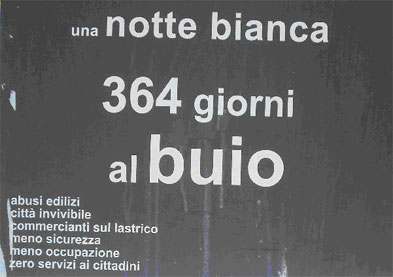 una notte bianca
364 giorni
al buio
abusi edilizi
città invivibile
commercianti sul lastrico
meno sicurezza
meno occupazione
zero servizi ai cittadini